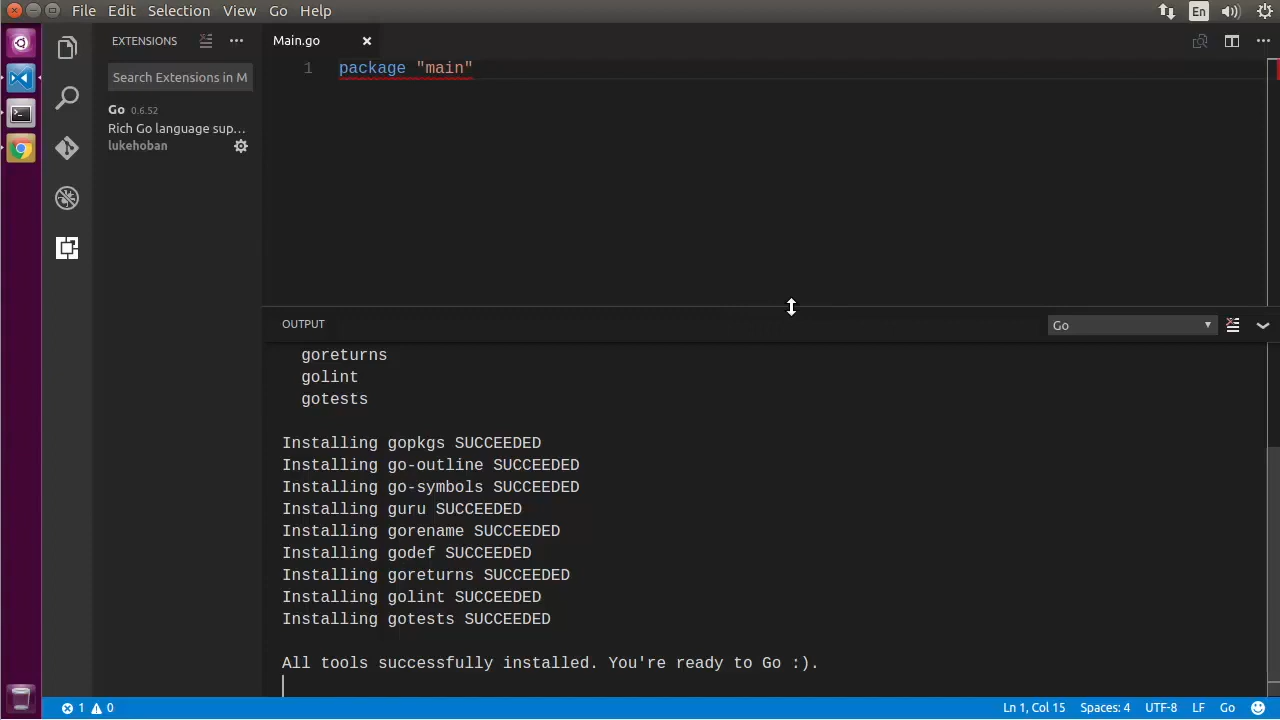 File Edit Selection View Go Help
En
EXTENSIONS
Main.go
Search Extensions in M
1 package "main"
Go 0.6.52
Rich Go language sup...
lukehoban
OUTPUT
Go
goreturns
golint
gotests
Installing gopkgs SUCCEEDED
Installing go-outline SUCCEEDED
Installing go-symbols SUCCEEDED
Installing guru SUCCEEDED
Installing gorename SUCCEEDED
Installing godef SUCCEEDED
Installing goreturns SUCCEEDED
Installing golint SUCCEEDED
Installing gotests SUCCEEDED
All tools successfully installed. You're ready to Go :).
1 0
Ln 1, Col 15 Spaces: 4 UTF-8 LF Go